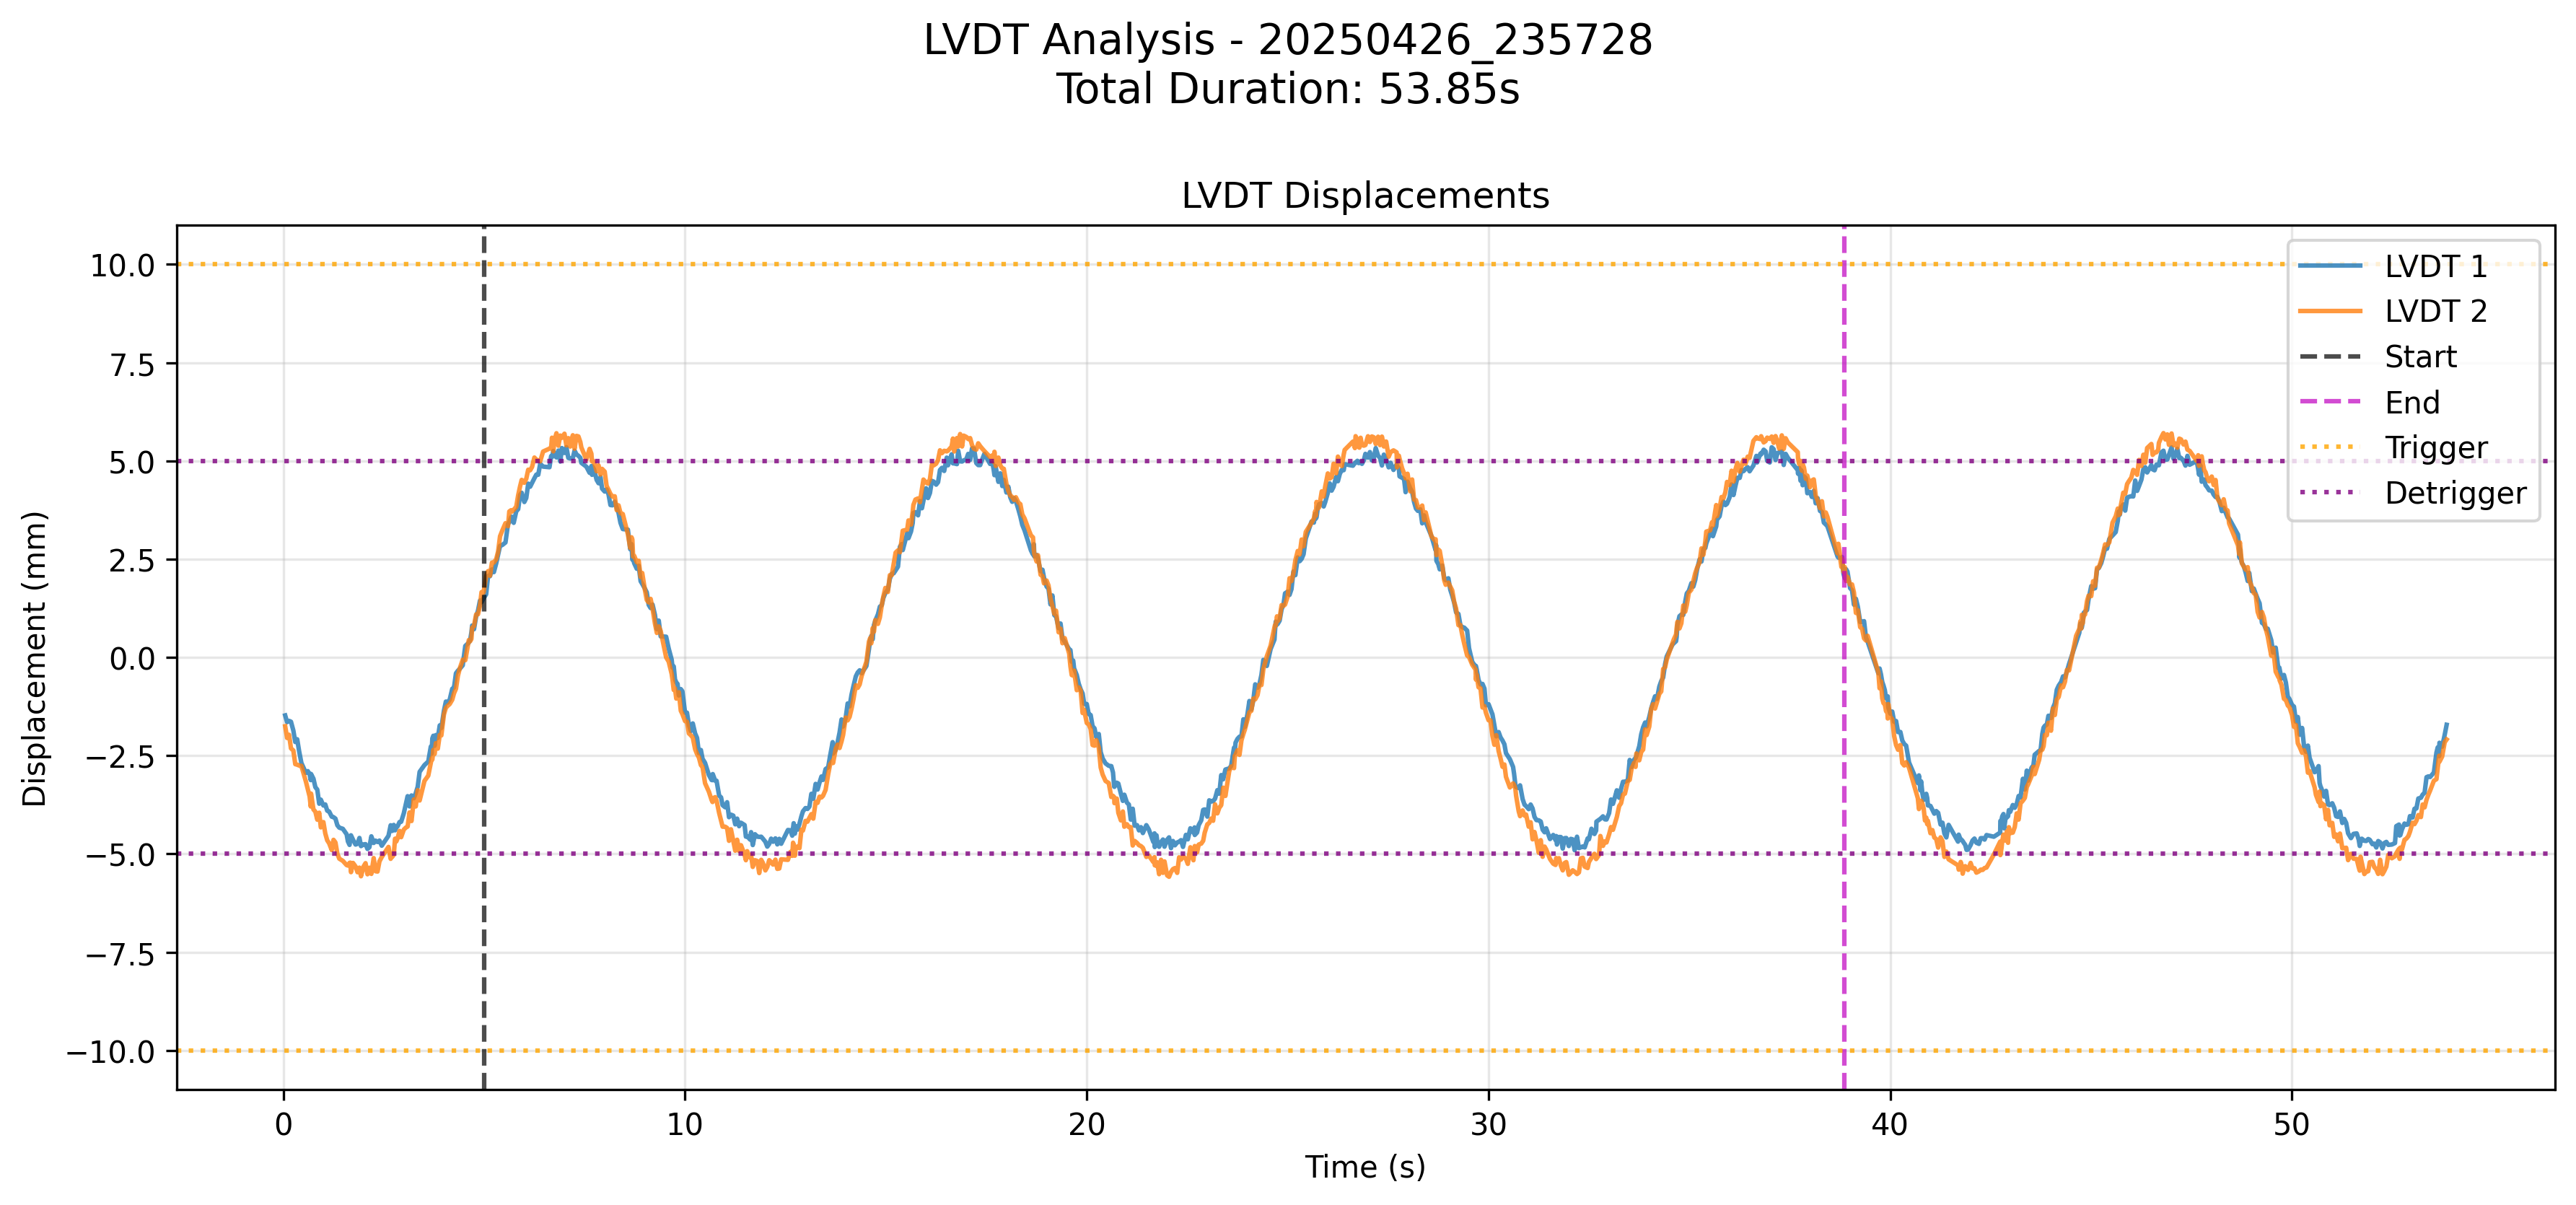 LVDT Analysis - 20250426_235728
Total Duration: 53.85s
LVDT Displacements
10.0
7.5
5.0
2.5
0.0
−2.5
−5.0
−7.5
−10.0
Displacement (mm)
LVDT 1
LVDT 2
Start
End
Trigger
Detrigger
0 10 20 30 40 50
Time (s)